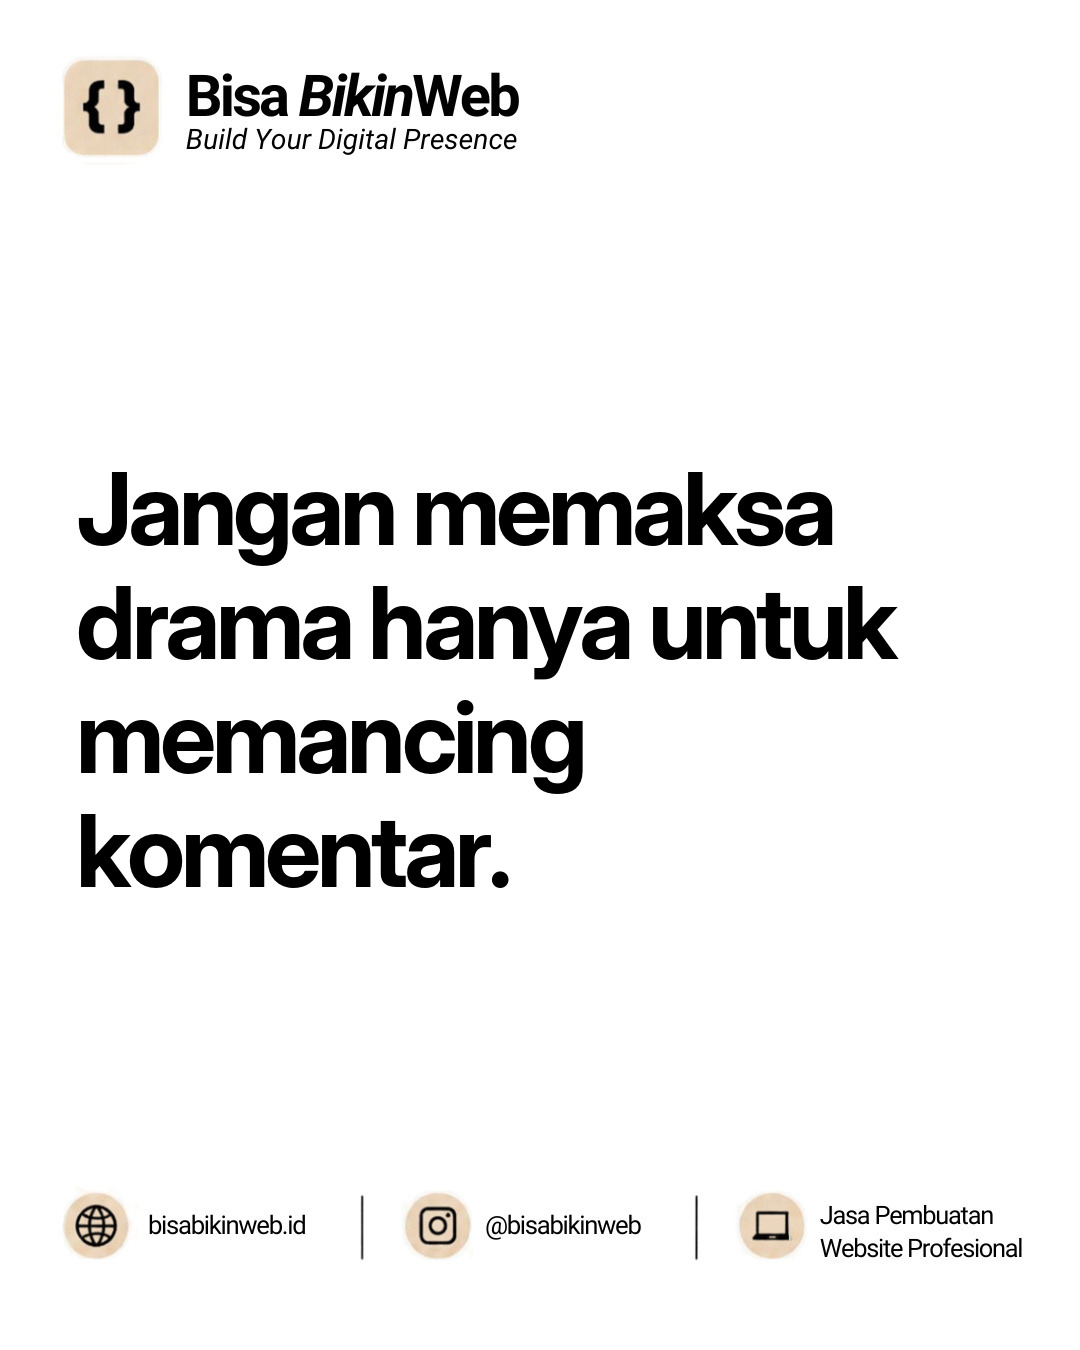 { }
Bisa BikinWeb
Build Your Digital Presence
Jangan memaksa
drama hanya untuk
memancing
komentar.
bisabikinweb.id
@bisabikinweb
Jasa Pembuatan
Website Profesional